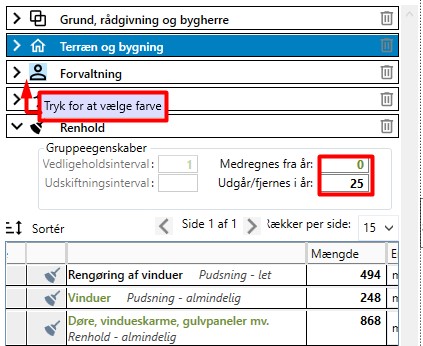 Grund, rådgivning og bygherre
Terræn og bygning
Forvaltning
Tryk for at vælge farve
Renhold
Gruppeegenskaber
Vedligeholdsinterval: 1 Medregnes fra år: 0
Udskiftningsinterval: Udgår/fjernes i år: 25
Sortér Side 1 af 1 Rækker per side: 15
Mængde E
Rengøring af vinduer Pudsning - let 494 m
Vinduer Pudsning - almindelig 248 m
Døre, vindueskarme, gulvpaneler mv. 868 m
Renhold - almindelig